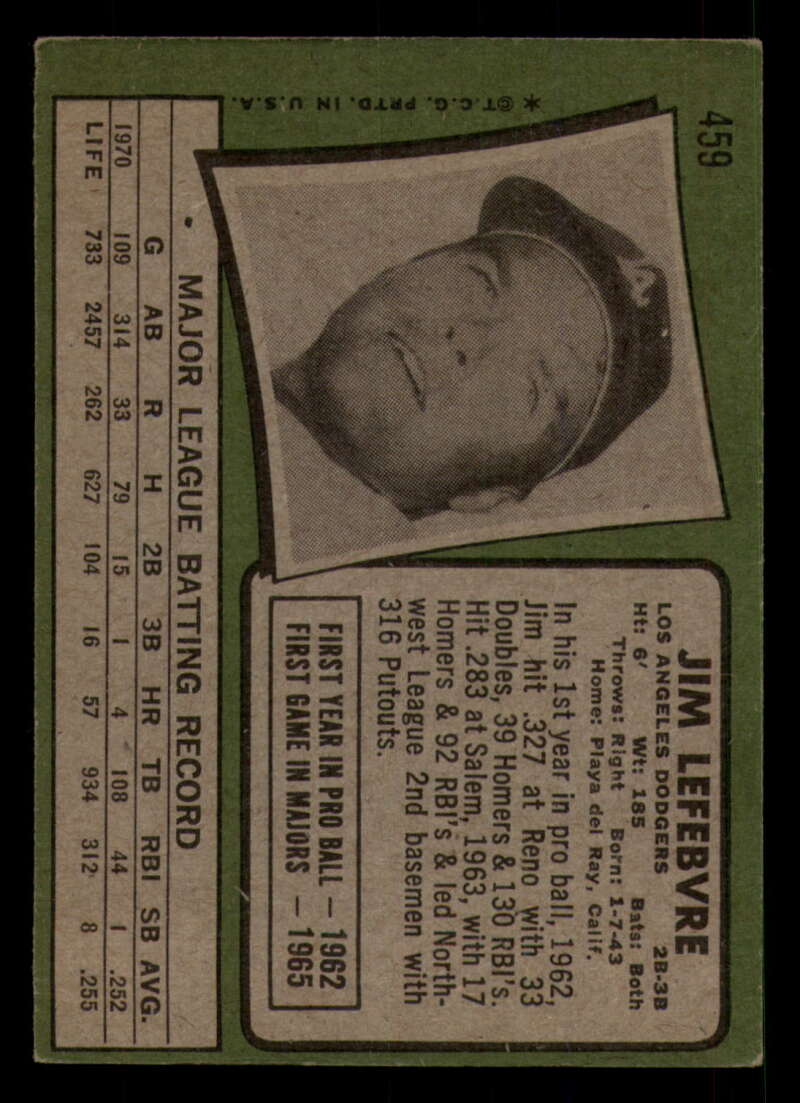 459
JIM LEFEBVRE
LOS ANGELES DODGERS 2B-3B
Ht: 6' Wt: 185 Bats: Both
Throws: Right Born: 1-7-43
Home: Playa del Ray, Calif.
In his 1st year in pro ball, 1962,
Jim hit .327 at Reno with 33
Doubles, 39 Homers & 130 RBI's.
Hit .283 at Salem, 1963, with 17
Homers & 92 RBI's & led North-
west League 2nd basemen with
316 Putouts.
FIRST YEAR IN PRO BALL — 1962
FIRST GAME IN MAJORS — 1965
MAJOR LEAGUE BATTING RECORD
G AB R H 2B 3B HR TB RBI SB AVG.
1970 109 314 33 79 15 1 4 108 44 1 .252
LIFE 733 2457 262 627 104 16 57 934 312 8 .255
* © T.C.G. PRTD. IN U.S.A.